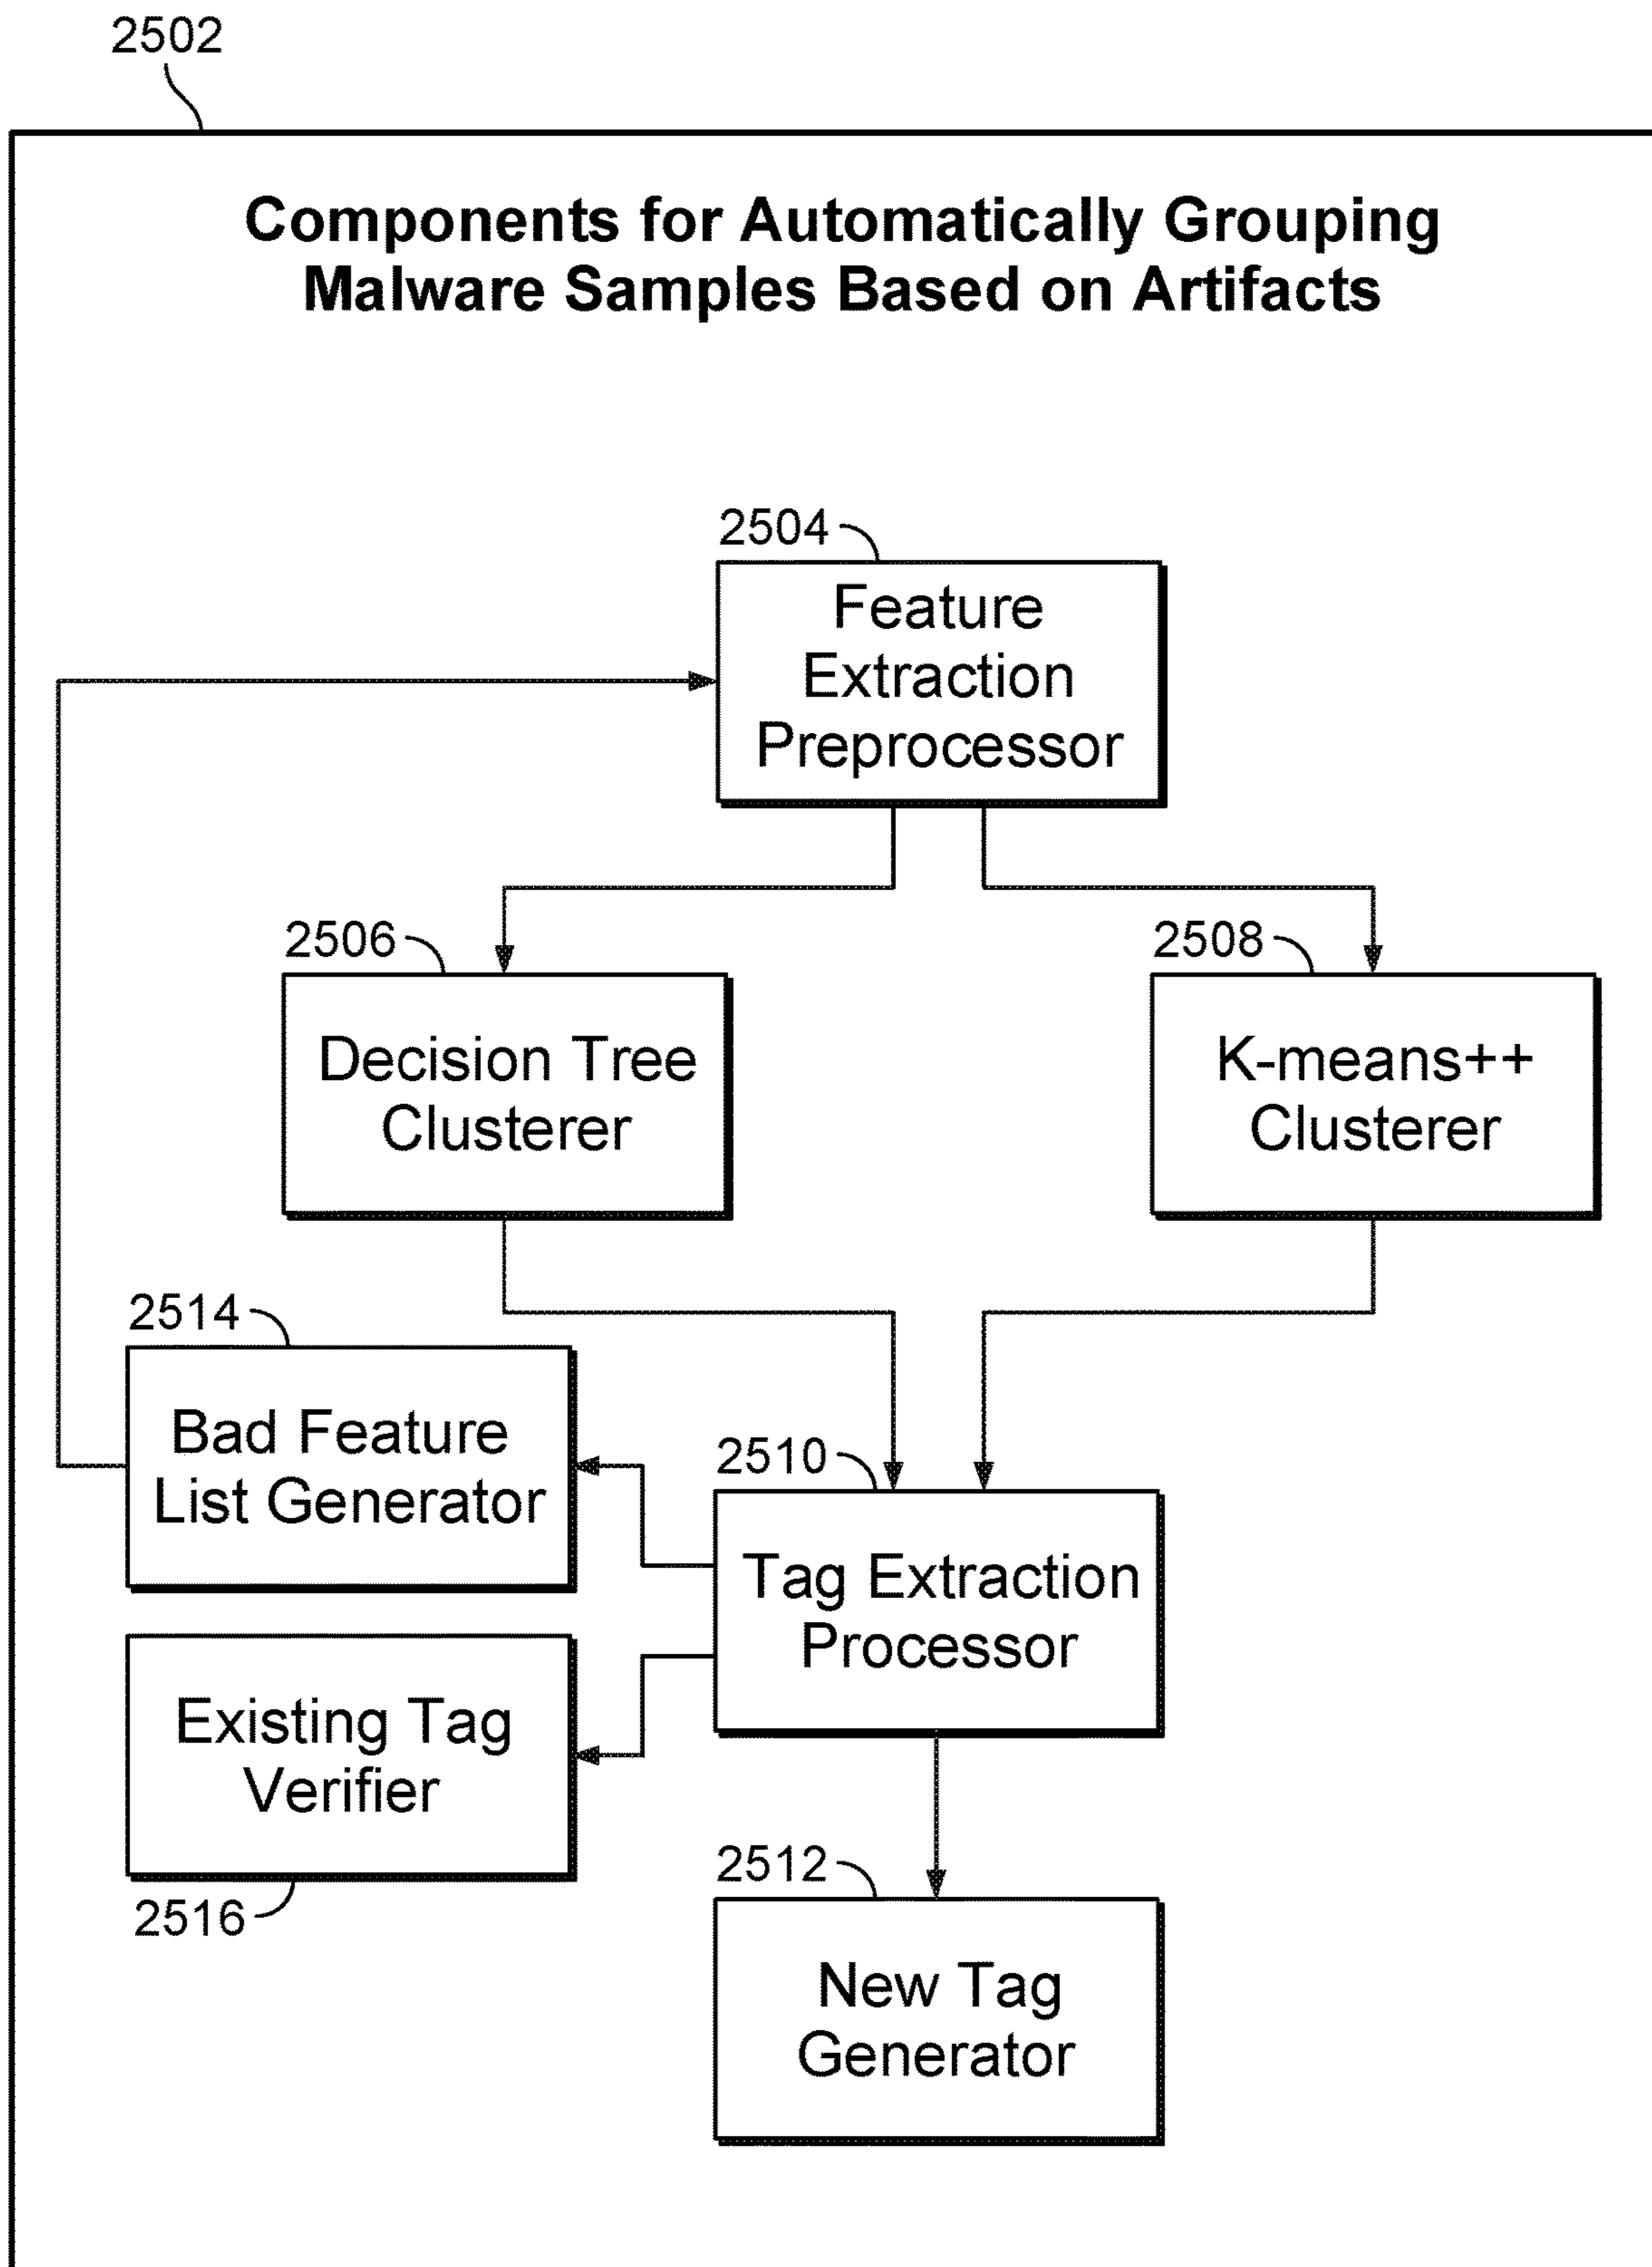 2502
Components for Automatically Grouping
Malware Samples Based on Artifacts
2504
Feature
Extraction
Preprocessor
2506
Decision Tree
Clusterer
2508
K-means++
Clusterer
2514
Bad Feature
List Generator
2510
Tag Extraction
Processor
Existing Tag
Verifier
2516
2512
New Tag
Generator